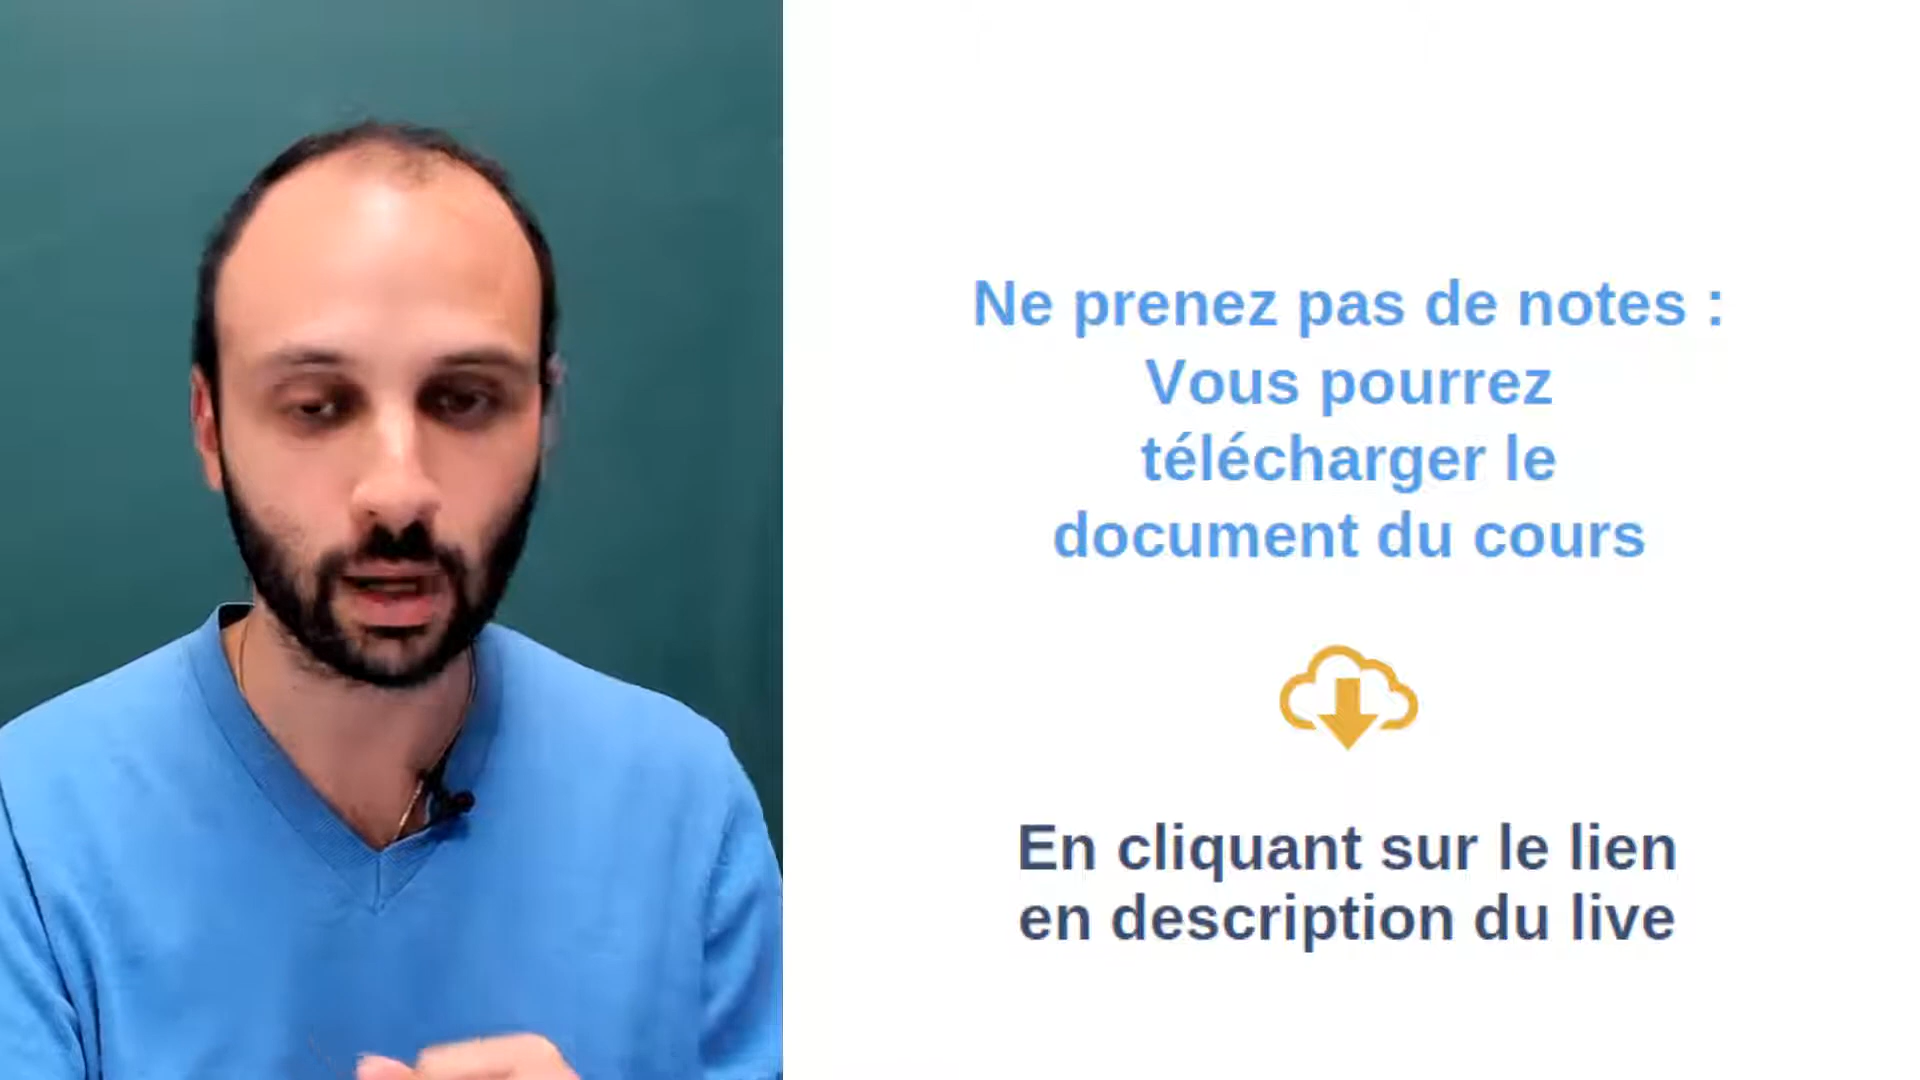 Ne prenez pas de notes :
Vous pourrez
télécharger le
document du cours
En cliquant sur le lien
en description du live